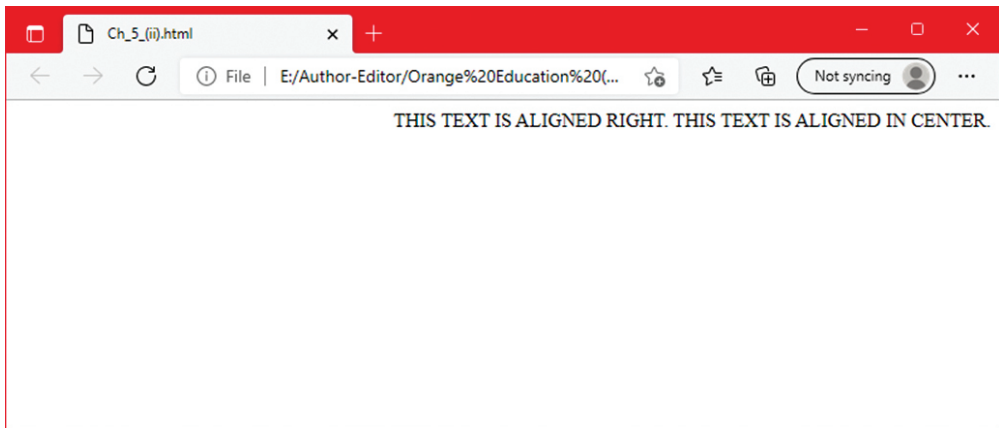 Ch_5_(ii).html
File | E:/Author-Editor/Orange%20Education%20(... Not syncing
THIS TEXT IS ALIGNED RIGHT. THIS TEXT IS ALIGNED IN CENTER.